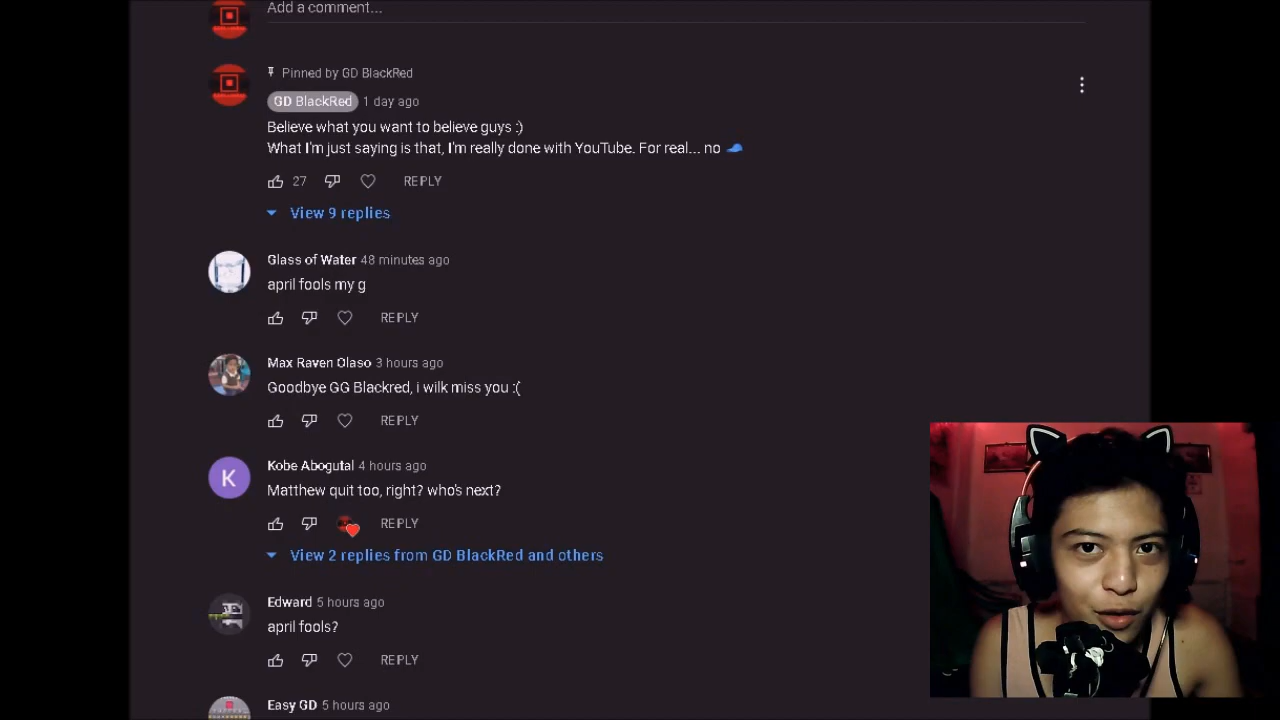 Add a comment...
Pinned by GD BlackRed
GD BlackRed 1 day ago
Believe what you want to believe guys :)
What I'm just saying is that, I'm really done with YouTube. For real... no 🧢
27 REPLY
View 9 replies
Glass of Water 48 minutes ago
april fools my g
REPLY
Max Raven Olaso 3 hours ago
Goodbye GG Blackred, i wilk miss you :(
REPLY
K
Kobe Abogutal 4 hours ago
Matthew quit too, right? who's next?
REPLY
View 2 replies from GD BlackRed and others
Edward 5 hours ago
april fools?
REPLY
Easy GD 5 hours ago